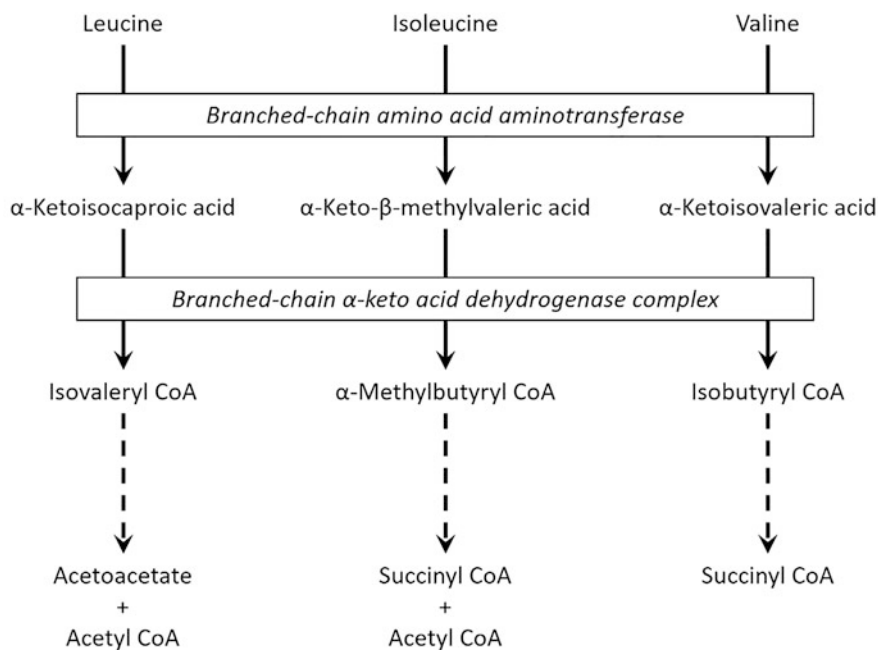 Leucine Isoleucine Valine
Branched-chain amino acid aminotransferase
α-Ketoisocaproic acid α-Keto-β-methylvaleric acid α-Ketoisovaleric acid
Branched-chain α-keto acid dehydrogenase complex
Isovaleryl CoA α-Methylbutyryl CoA Isobutyryl CoA
Acetoacetate Succinyl CoA Succinyl CoA
+ +
Acetyl CoA Acetyl CoA